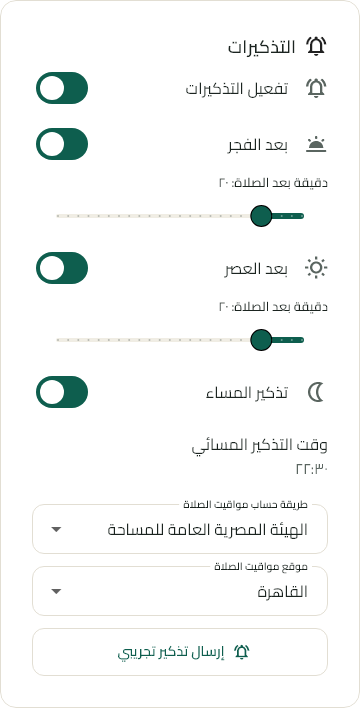 التذكيرات
تفعيل التذكيرات
بعد الفجر
دقيقة بعد الصلاة: ٢٠
بعد العصر
دقيقة بعد الصلاة: ٢٠
تذكير المساء
وقت التذكير المسائي
٢٢:٣٠
طريقة حساب مواقيت الصلاة
الهيئة المصرية العامة للمساحة
موقع مواقيت الصلاة
القاهرة
إرسال تذكير تجريبي